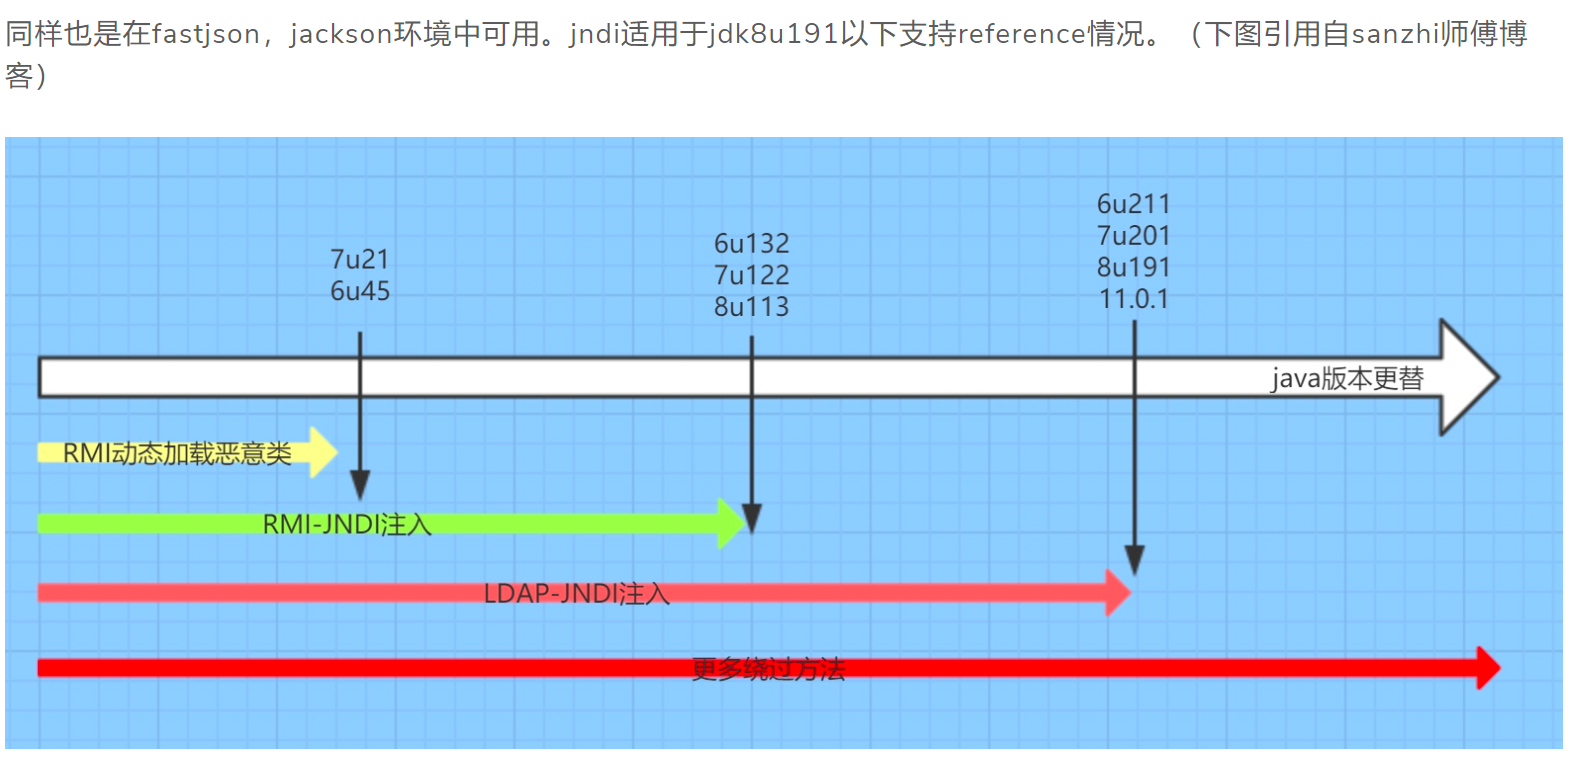 同样也是在fastjson，jackson环境中可用。jndi适用于jdk8u191以下支持reference情况。（下图引用自sanzhi师傅博
客）
7u21
6u45
6u132
7u122
8u113
6u211
7u201
8u191
11.0.1
java版本更替
RMI动态加载恶意类
RMI-JNDI注入
LDAP-JNDI注入
更多绕过方法